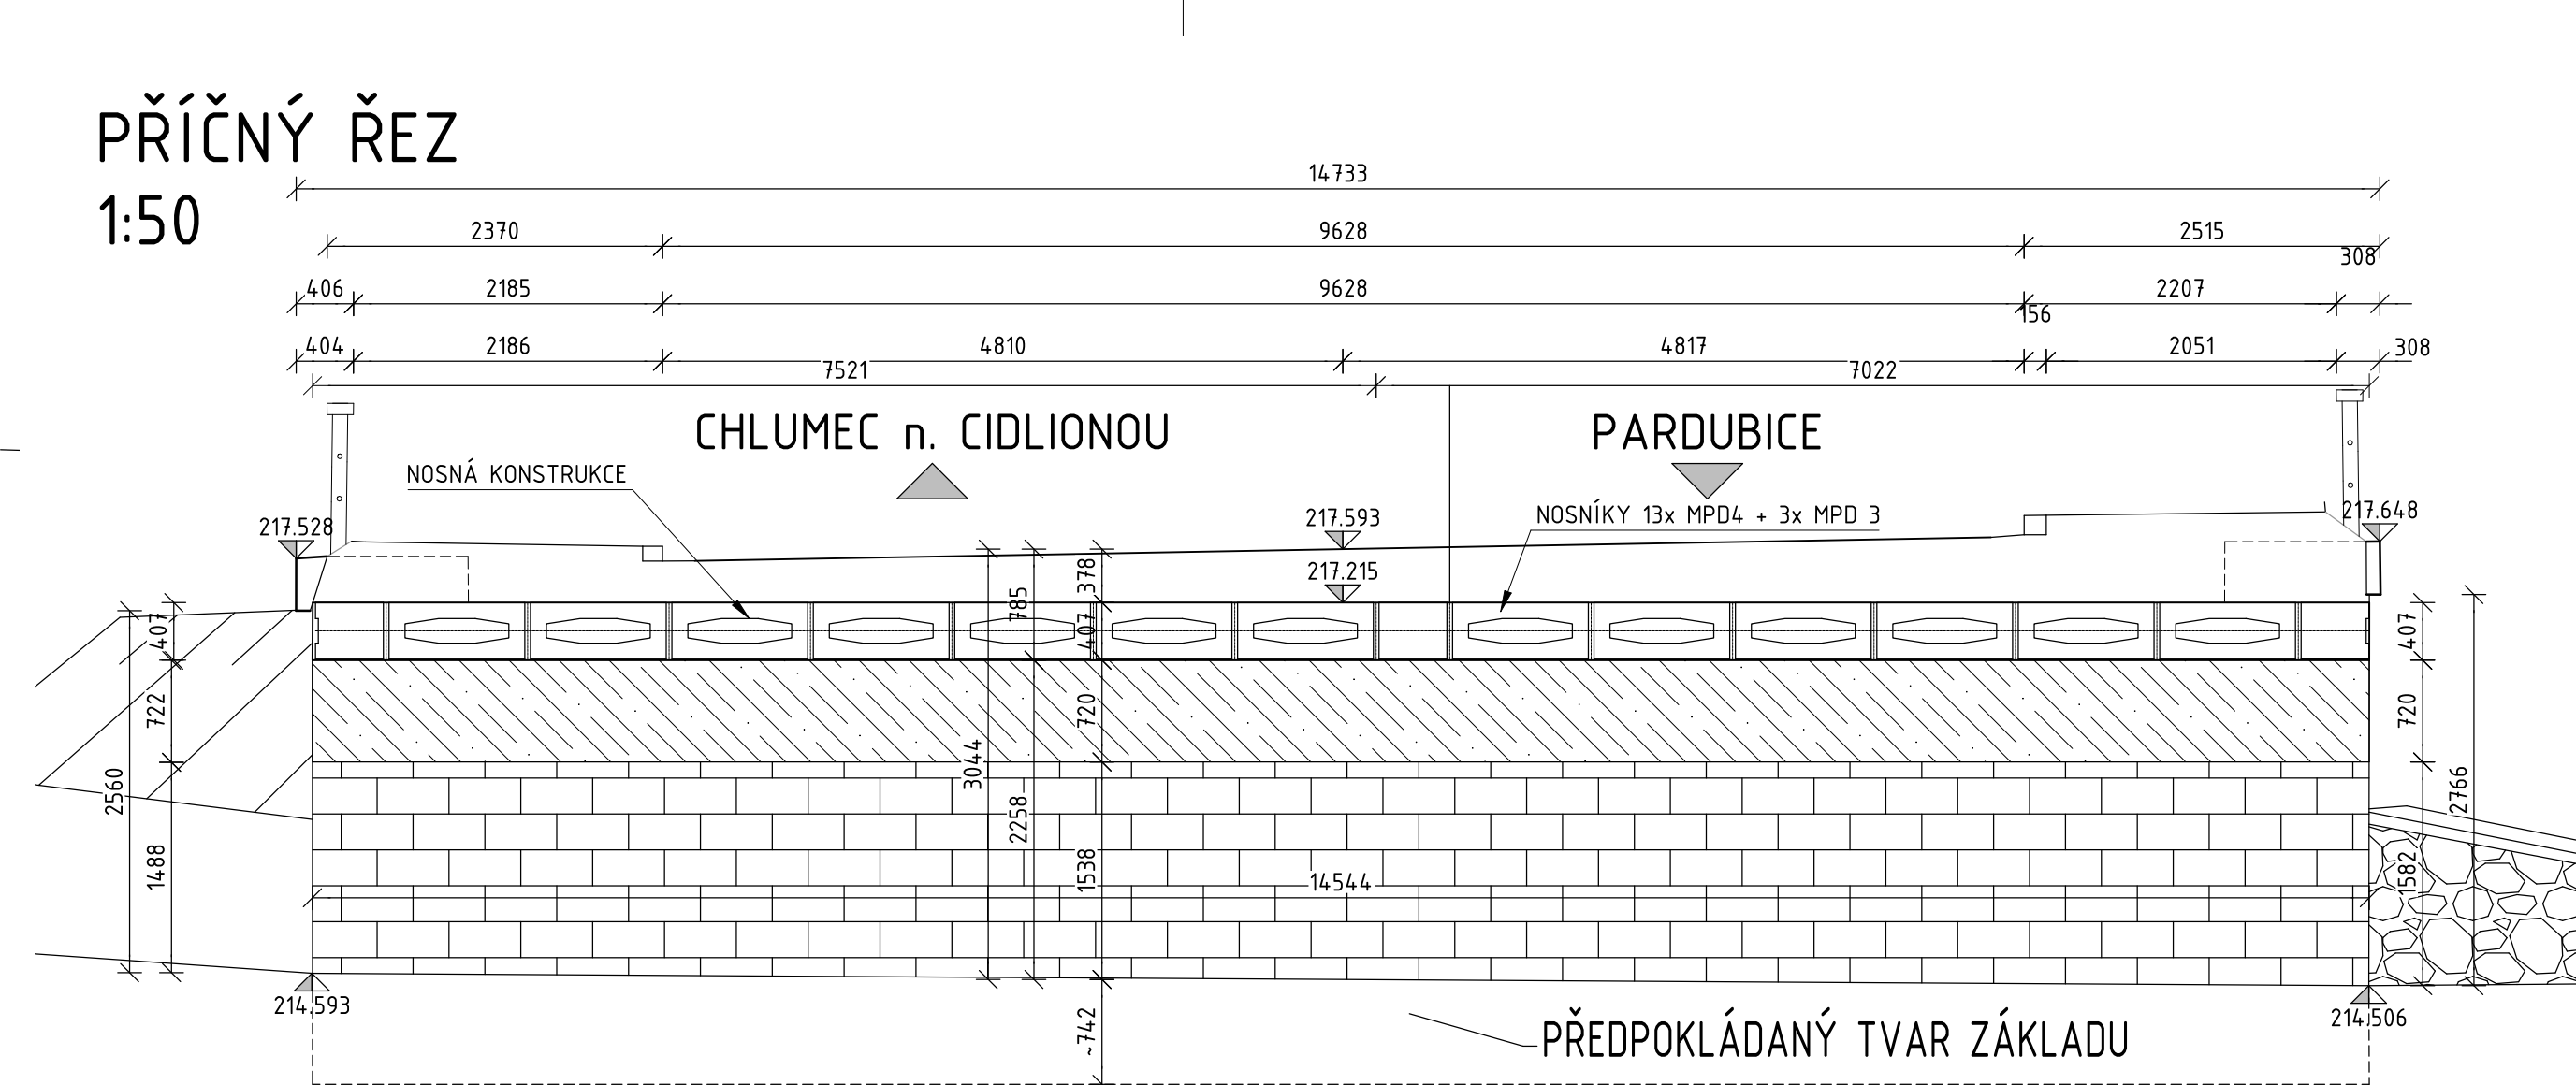 PŘÍČNÝ ŘEZ
1:50
14733
2370 9628 2515
308
406 2185 9628 2207
156
404 2186 4810 4817 2051 308
7521 7022
CHLUMEC n. CIDLIONOU PARDUBICE
NOSNÁ KONSTRUKCE
NOSNÍKY 13x MPD4 + 3x MPD 3
217.528 217.593 217.648
217.215
378
785
407 407 407
722 720 720
3044
2560 2766
2258
1488 1538 1582
14544
214.593 214.506
~742
PŘEDPOKLÁDANÝ TVAR ZÁKLADU